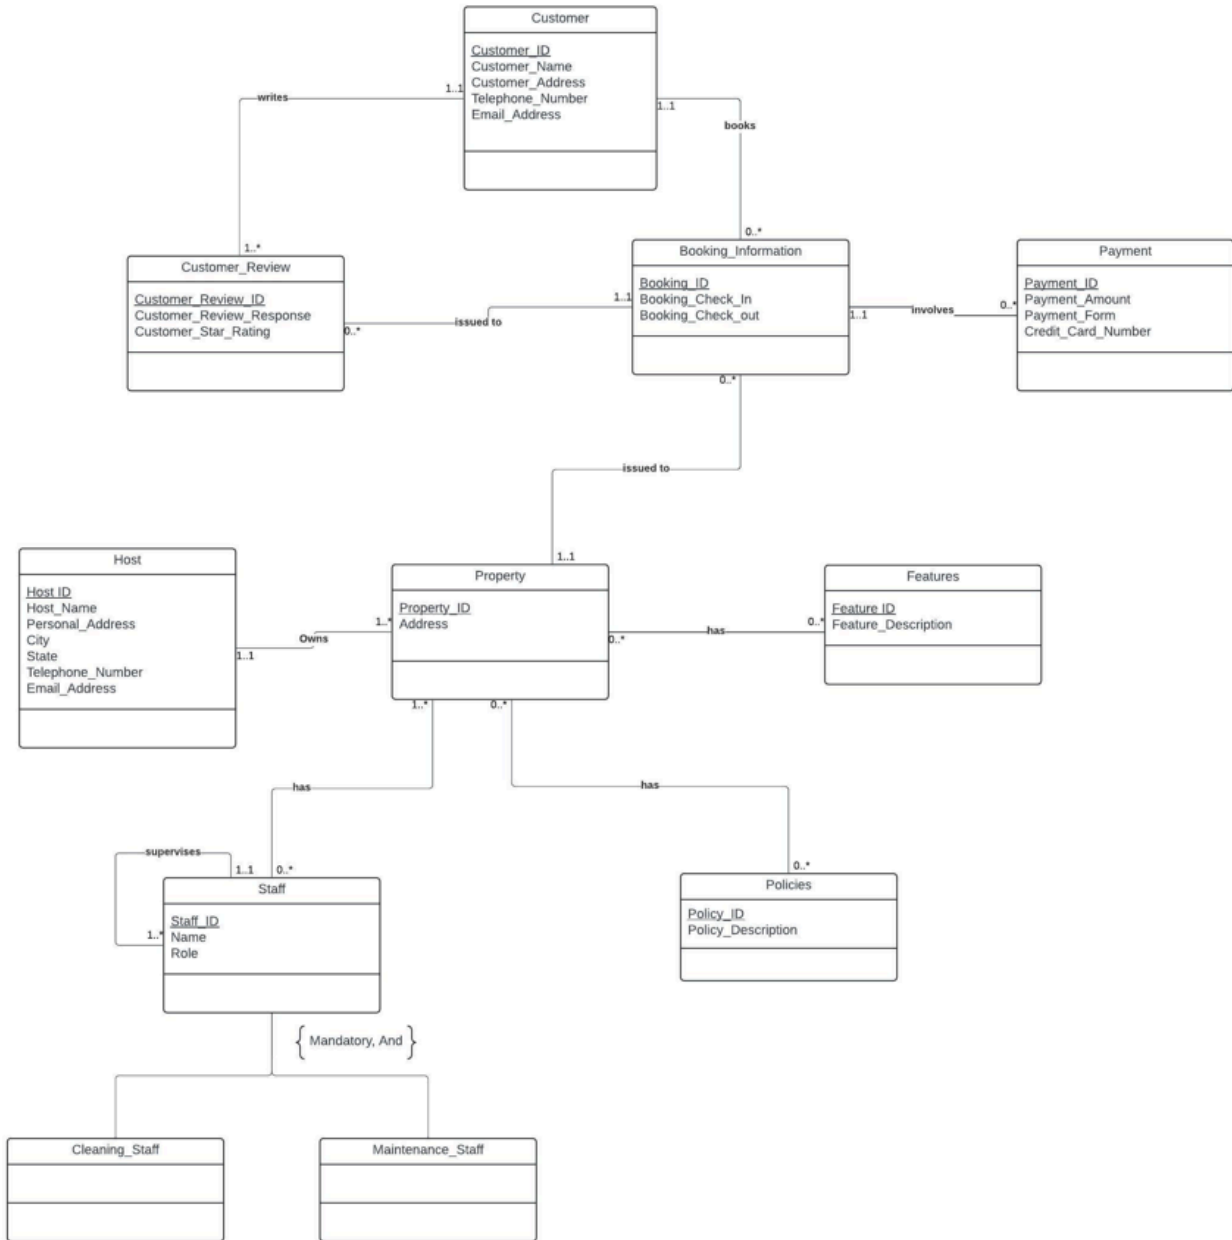 Customer
Customer_ID
Customer_Name
Customer_Address
Telephone_Number
Email_Address
1..1
writes
1..*
1..1
books
0..*
Customer_Review
Customer_Review_ID
Customer_Review_Response
Customer_Star_Rating
0..*
issued to
1..1
Booking_Information
Booking_ID
Booking_Check_In
Booking_Check_out
1..1
involves
0..*
Payment
Payment_ID
Payment_Amount
Payment_Form
Credit_Card_Number
0..*
issued to
1..1
Host
Host ID
Host_Name
Personal_Address
City
State
Telephone_Number
Email_Address
1..1
Owns
1..*
Property
Property_ID
Address
0..*
has
0..*
Features
Feature ID
Feature_Description
1..*
has
0..*
0..*
has
0..*
supervises
1..1
1..*
Staff
Staff_ID
Name
Role
Policies
Policy_ID
Policy_Description
{ Mandatory, And }
Cleaning_Staff
Maintenance_Staff